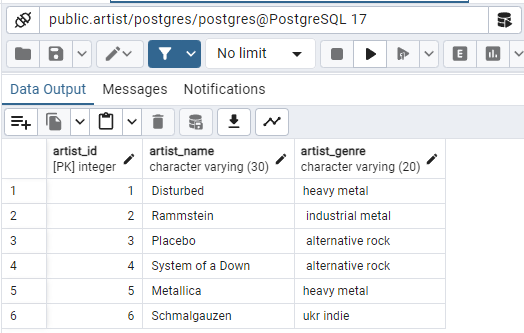 public.artist/postgres/postgres@PostgreSQL 17
No limit
E
Data Output Messages Notifications
artist_id artist_name artist_genre
[PK] integer character varying (30) character varying (20)
1 1 Disturbed heavy metal
2 2 Rammstein industrial metal
3 3 Placebo alternative rock
4 4 System of a Down alternative rock
5 5 Metallica heavy metal
6 6 Schmalgauzen ukr indie